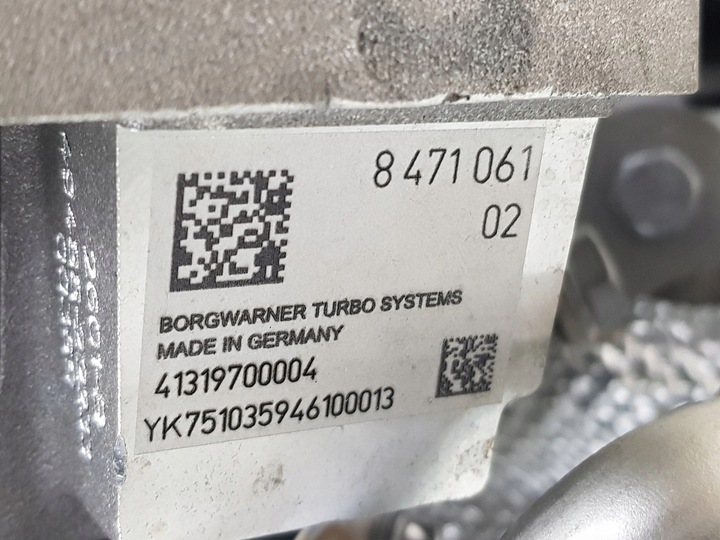 8 471 061
02
BORGWARNER TURBO SYSTEMS
MADE IN GERMANY
41319700004
YK751035946100013